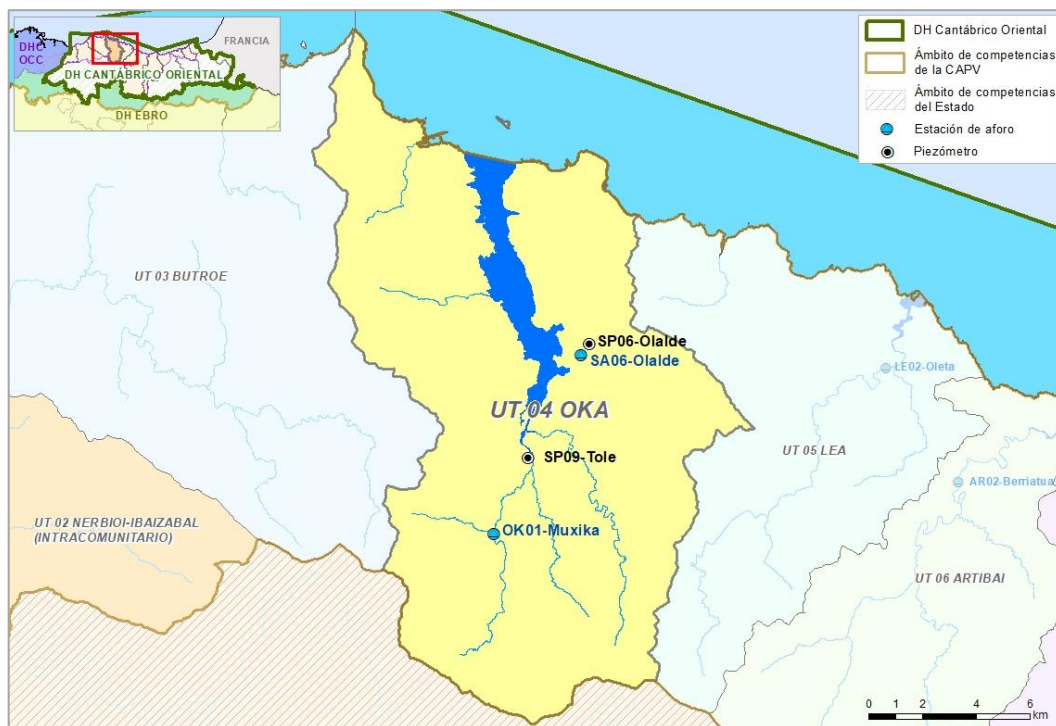 DHC
OCC
FRANCIA
DH CANTÁBRICO ORIENTAL
DH EBRO
DH Cantábrico Oriental
Ámbito de competencias
de la CAPV
Ámbito de competencias
del Estado
Estación de aforo
Piezómetro
UT 03 BUTROE
SP06-Olalde
SA06-Olalde
LE02-Oleta
UT 04 OKA
UT 05 LEA
SP09-Tole
AR02-Berriatua
UT 02 NERBIOI-IBAIZABAL
(INTRACOMUNITARIO)
OK01-Muxika
UT 06 ARTIBAI
0 1 2 4 6
km